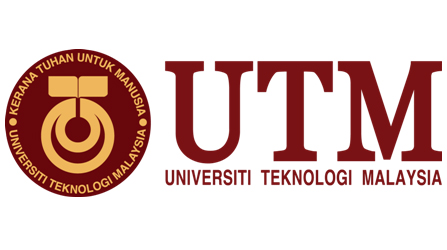 • KERANA TUHAN UNTUK MANUSIA •
UNIVERSITI TEKNOLOGI MALAYSIA
UTM
UNIVERSITI TEKNOLOGI MALAYSIA